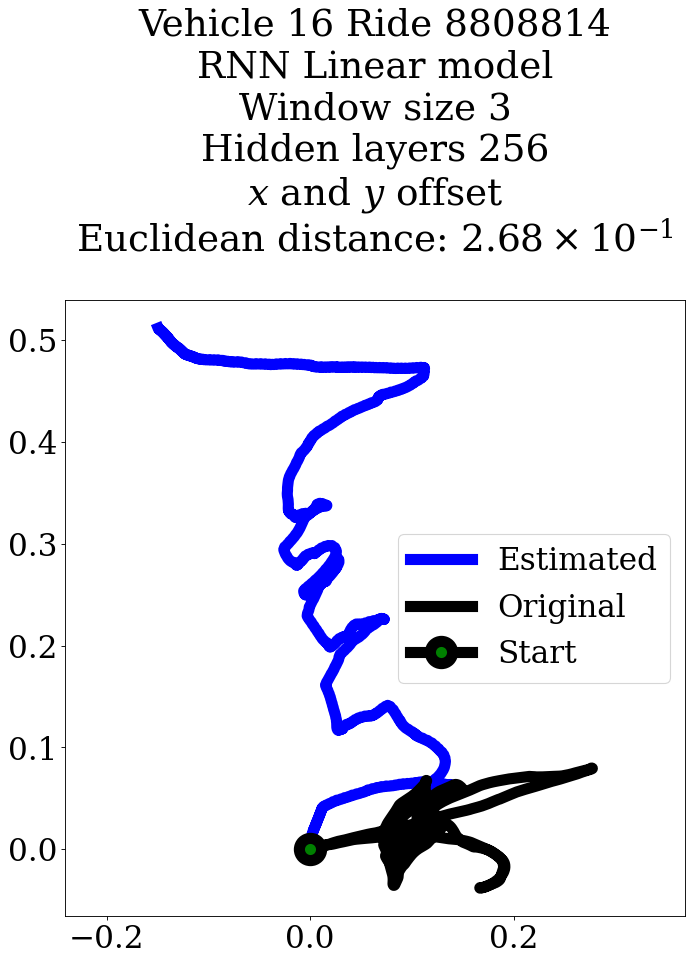 Vehicle 16 Ride 8808814
RNN Linear model
Window size 3
Hidden layers 256
x and y offset
Euclidean distance: 2.68 × 10⁻¹
0.5
0.4
0.3
0.2
0.1
0.0
Estimated
Original
Start
−0.2 0.0 0.2